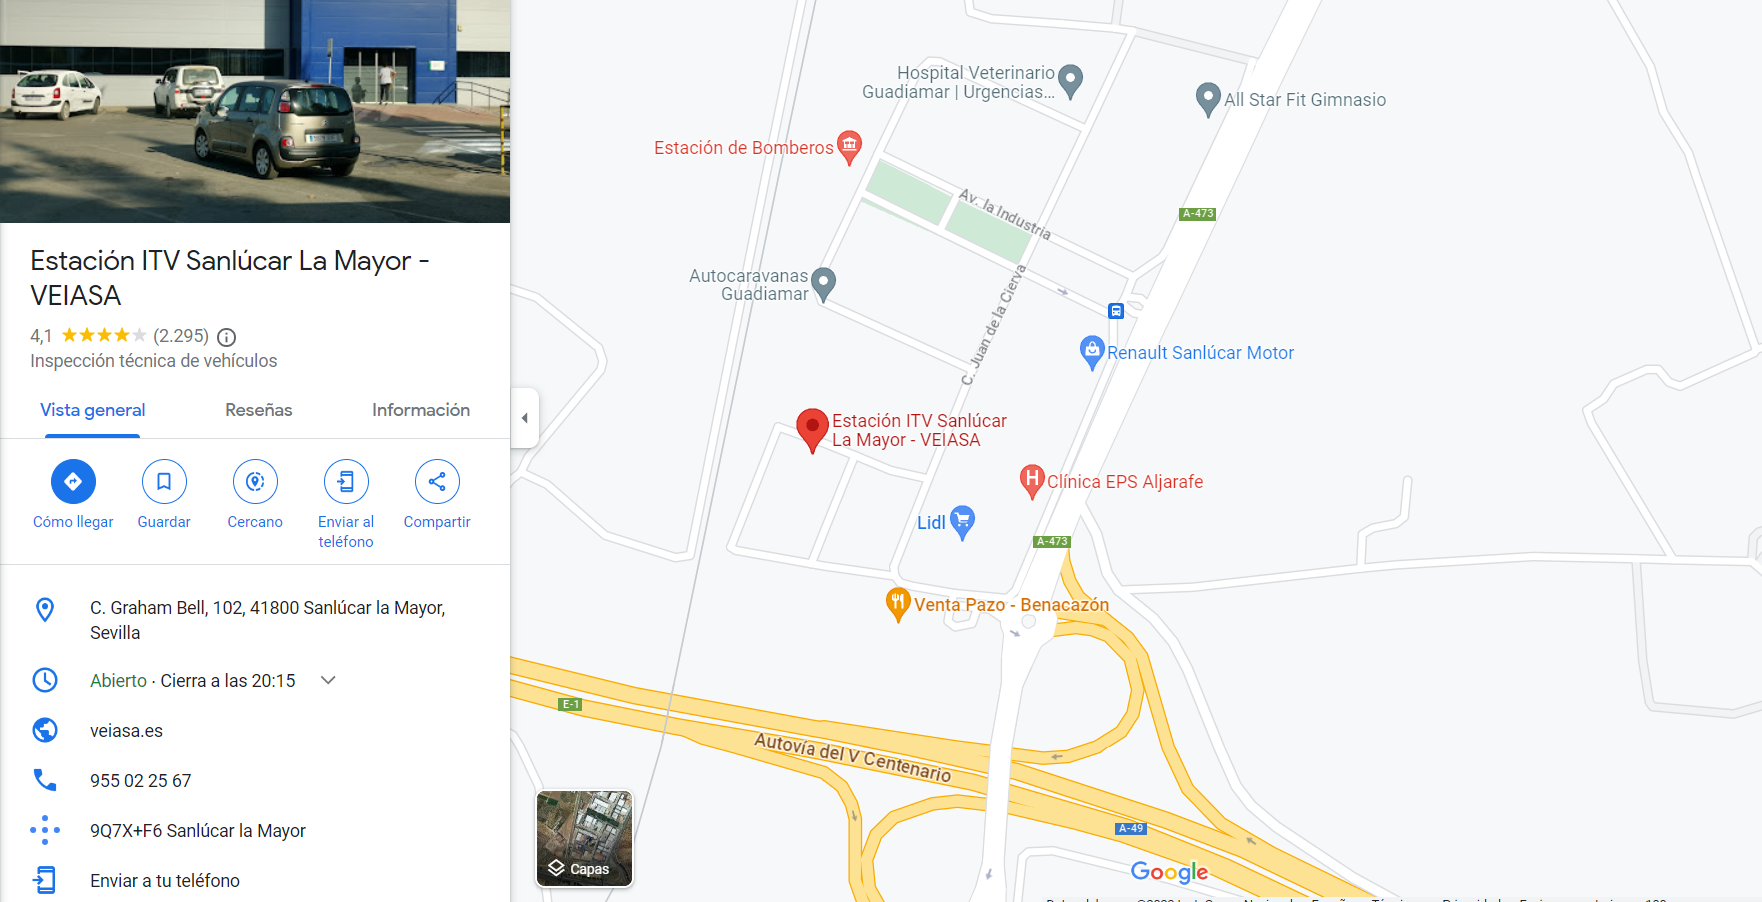 Estación ITV Sanlúcar La Mayor -
VEIASA
4,1
(2.295)
Inspección técnica de vehículos
Vista general
Reseñas
Información
Cómo llegar
Guardar
Cercano
Enviar al
teléfono
Compartir
C. Graham Bell, 102, 41800 Sanlúcar la Mayor,
Sevilla
Abierto · Cierra a las 20:15
veiasa.es
955 02 25 67
9Q7X+F6 Sanlúcar la Mayor
Enviar a tu teléfono
Hospital Veterinario
Guadiamar | Urgencias...
All Star Fit Gimnasio
Estación de Bomberos
Av. la Industria
A-473
Autocaravanas
Guadiamar
C. Juan de la Cierva
Renault Sanlúcar Motor
Estación ITV Sanlúcar
La Mayor - VEIASA
H
Clínica EPS Aljarafe
Lidl
A-473
Venta Pazo - Benacazón
E-1
Autovía del V Centenario
A-49
Capas
Google